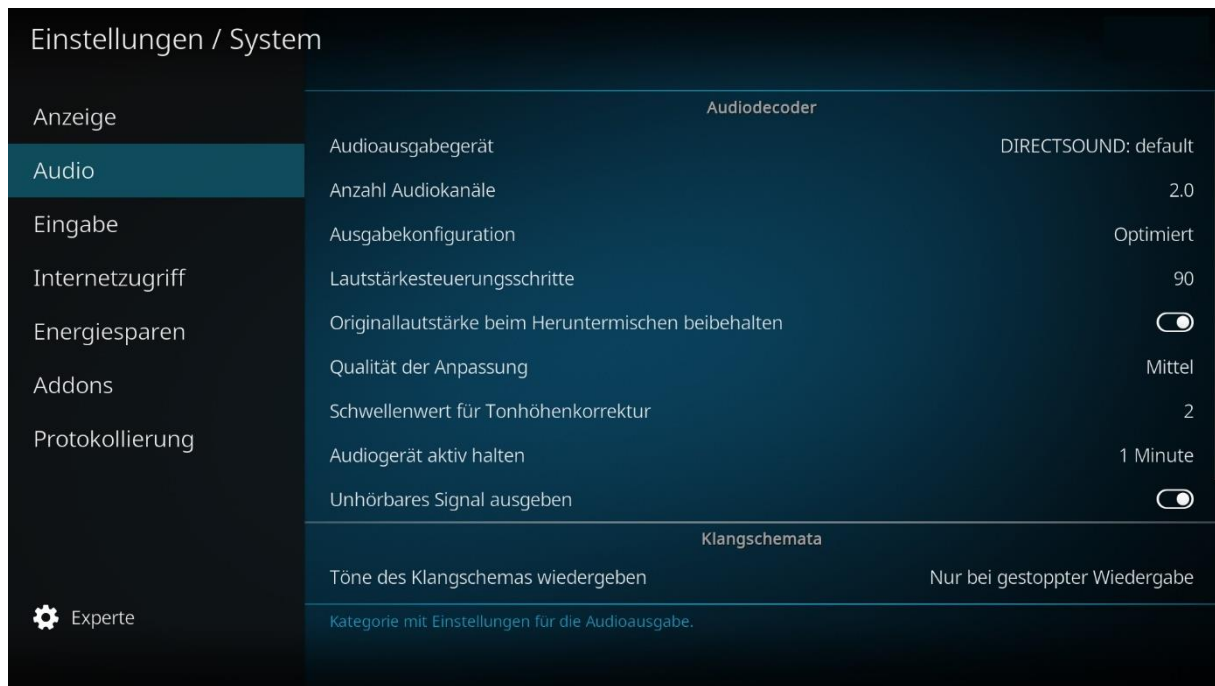 Einstellungen / System
Anzeige
Audio
Eingabe
Internetzugriff
Energiesparen
Addons
Protokollierung
Experte
Audiodecoder
Audioausgabegerät DIRECTSOUND: default
Anzahl Audiokanäle 2.0
Ausgabekonfiguration Optimiert
Lautstärkesteuerungsschritte 90
Originallautstärke beim Heruntermischen beibehalten
Qualität der Anpassung Mittel
Schwellenwert für Tonhöhenkorrektur 2
Audiogerät aktiv halten 1 Minute
Unhörbares Signal ausgeben
Klangschemata
Töne des Klangschemas wiedergeben Nur bei gestoppter Wiedergabe
Kategorie mit Einstellungen für die Audioausgabe.